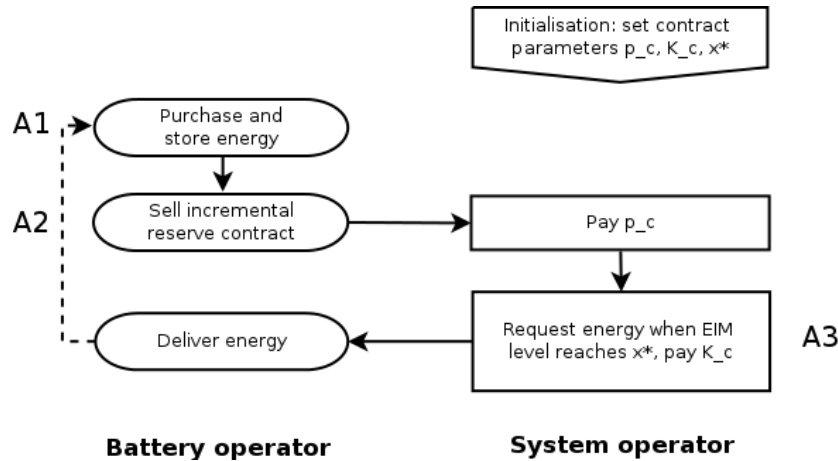 Initialisation: set contract
parameters p_c, K_c, x*
A1
Purchase and
store energy
A2
Sell incremental
reserve contract
Pay p_c
Deliver energy
Request energy when EIM
level reaches x*, pay K_c
A3
Battery operator
System operator